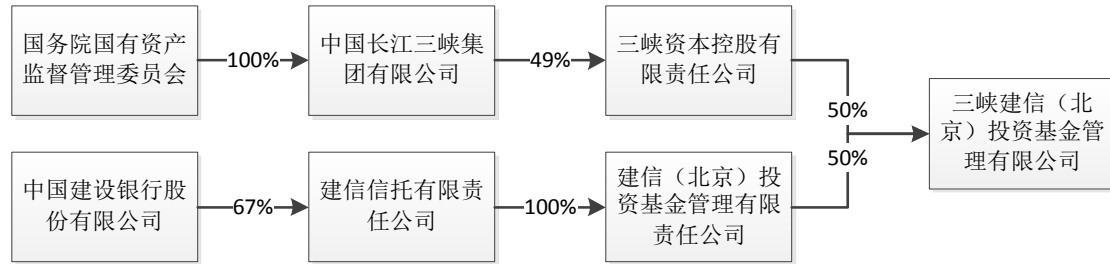 国务院国有资产
监督管理委员会
100%
中国长江三峡集
团有限公司
49%
三峡资本控股有
限责任公司
50%
三峡建信（北
京）投资基金管
理有限公司
中国建设银行股
份有限公司
67%
建信信托有限责
任公司
100%
建信（北京）投
资基金管理有限
责任公司
50%